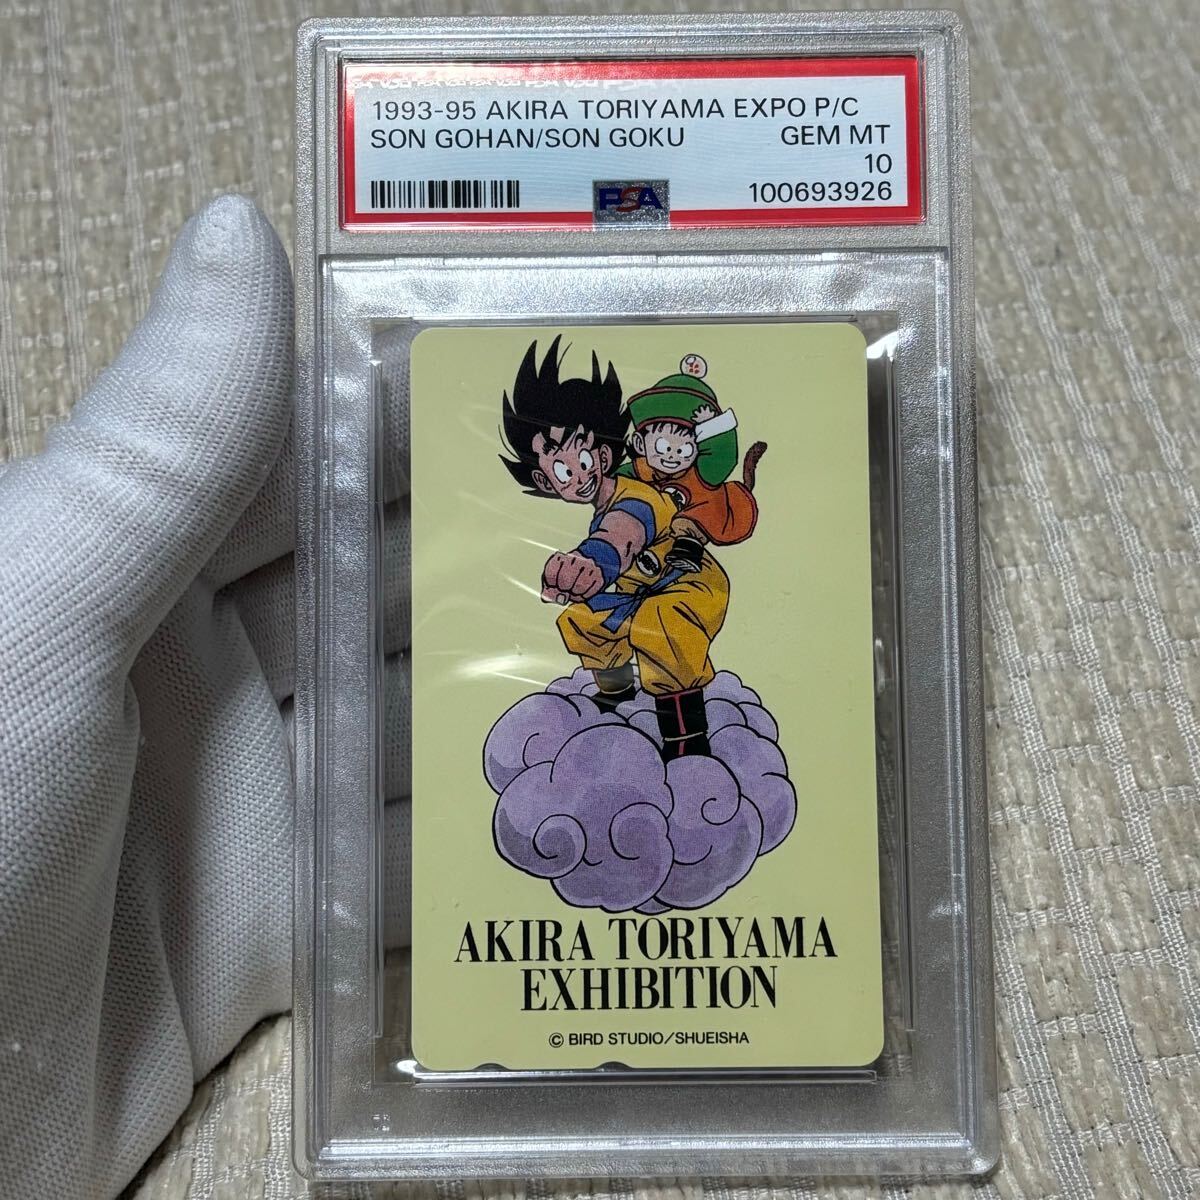 1993-95 AKIRA TORIYAMA EXPO P/C
SON GOHAN/SON GOKU GEM MT
10
PSA 100693926
AKIRA TORIYAMA
EXHIBITION
© BIRD STUDIO/SHUEISHA